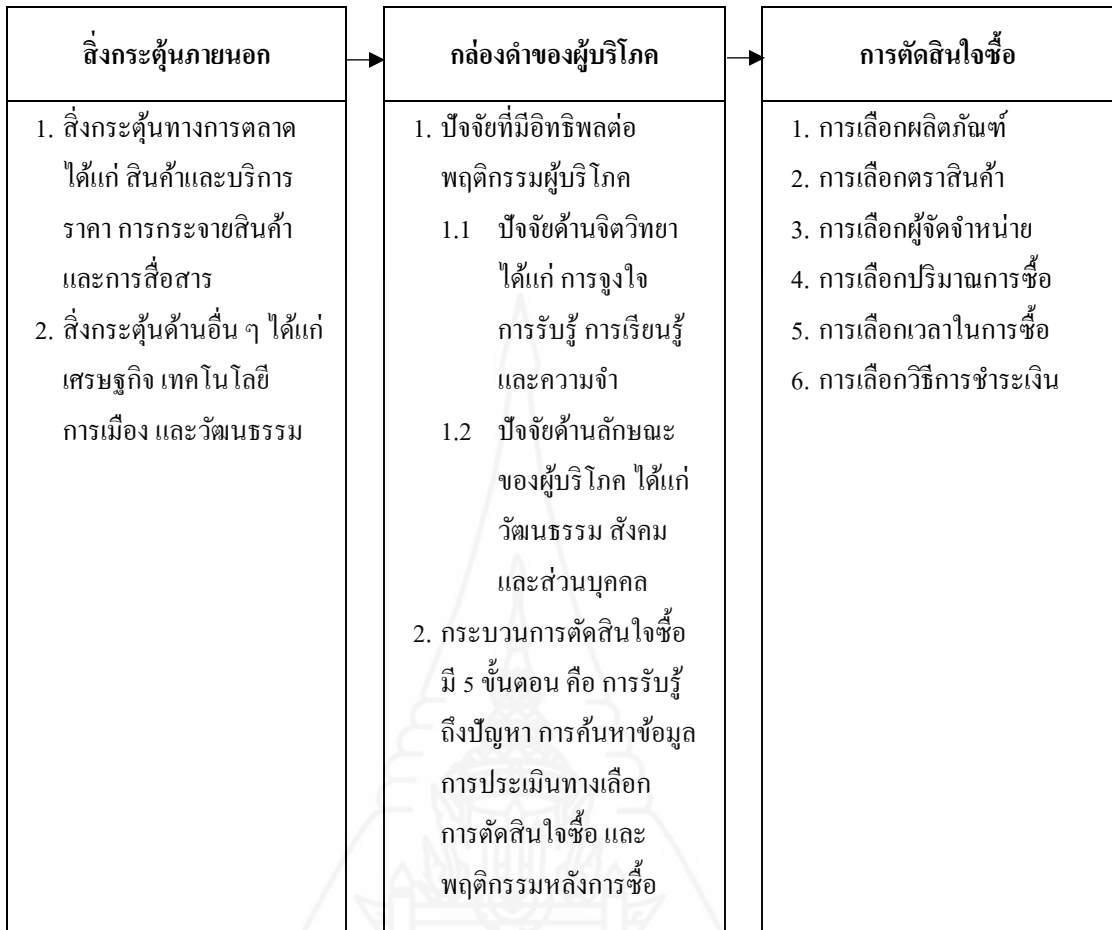 สิ่งกระตุ้นภายนอก
1. สิ่งกระตุ้นทางการตลาด
ได้แก่ สินค้าและบริการ
ราคา การกระจายสินค้า
และการสื่อสาร
2. สิ่งกระตุ้นด้านอื่น ๆ ได้แก่
เศรษฐกิจ เทคโนโลยี
การเมือง และวัฒนธรรม
กล่องดำของผู้บริโภค
1. ปัจจัยที่มีอิทธิพลต่อ
พฤติกรรมผู้บริโภค
1.1 ปัจจัยด้านจิตวิทยา
ได้แก่ การจูงใจ
การรับรู้ การเรียนรู้
และความจำ
1.2 ปัจจัยด้านลักษณะ
ของผู้บริโภค ได้แก่
วัฒนธรรม สังคม
และส่วนบุคคล
2. กระบวนการตัดสินใจซื้อ
มี 5 ขั้นตอน คือ การรับรู้
ถึงปัญหา การค้นหาข้อมูล
การประเมินทางเลือก
การตัดสินใจซื้อ และ
พฤติกรรมหลังการซื้อ
การตัดสินใจซื้อ
1. การเลือกผลิตภัณฑ์
2. การเลือกตราสินค้า
3. การเลือกผู้จัดจำหน่าย
4. การเลือกปริมาณการซื้อ
5. การเลือกเวลาในการซื้อ
6. การเลือกวิธีการชำระเงิน